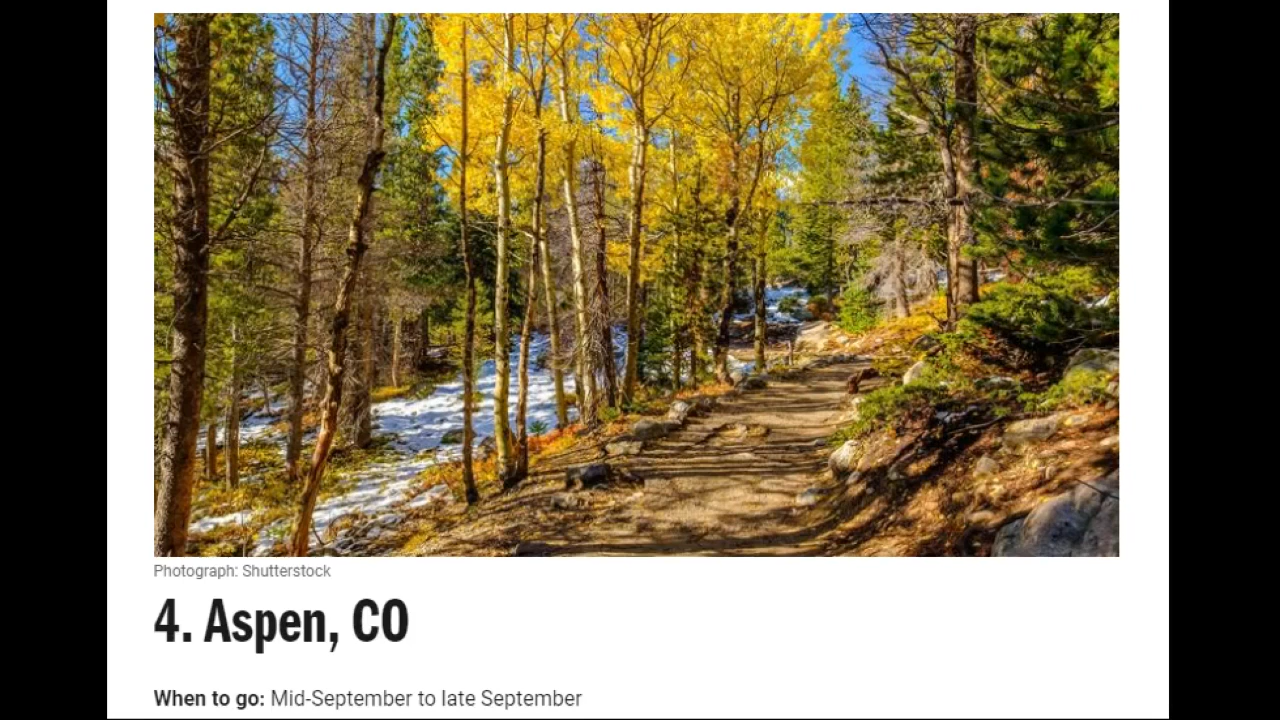 Photograph: Shutterstock
4. Aspen, CO
When to go: Mid-September to late September